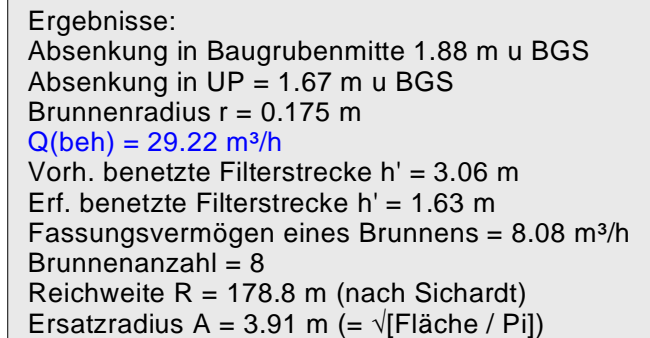 Ergebnisse:
Absenkung in Baugrubenmitte 1.88 m u BGS
Absenkung in UP = 1.67 m u BGS
Brunnenradius r = 0.175 m
Q(beh) = 29.22 m³/h
Vorh. benetzte Filterstrecke h' = 3.06 m
Erf. benetzte Filterstrecke h' = 1.63 m
Fassungsvermögen eines Brunnens = 8.08 m³/h
Brunnenanzahl = 8
Reichweite R = 178.8 m (nach Sichardt)
Ersatzradius A = 3.91 m (= √[Fläche / Pi])